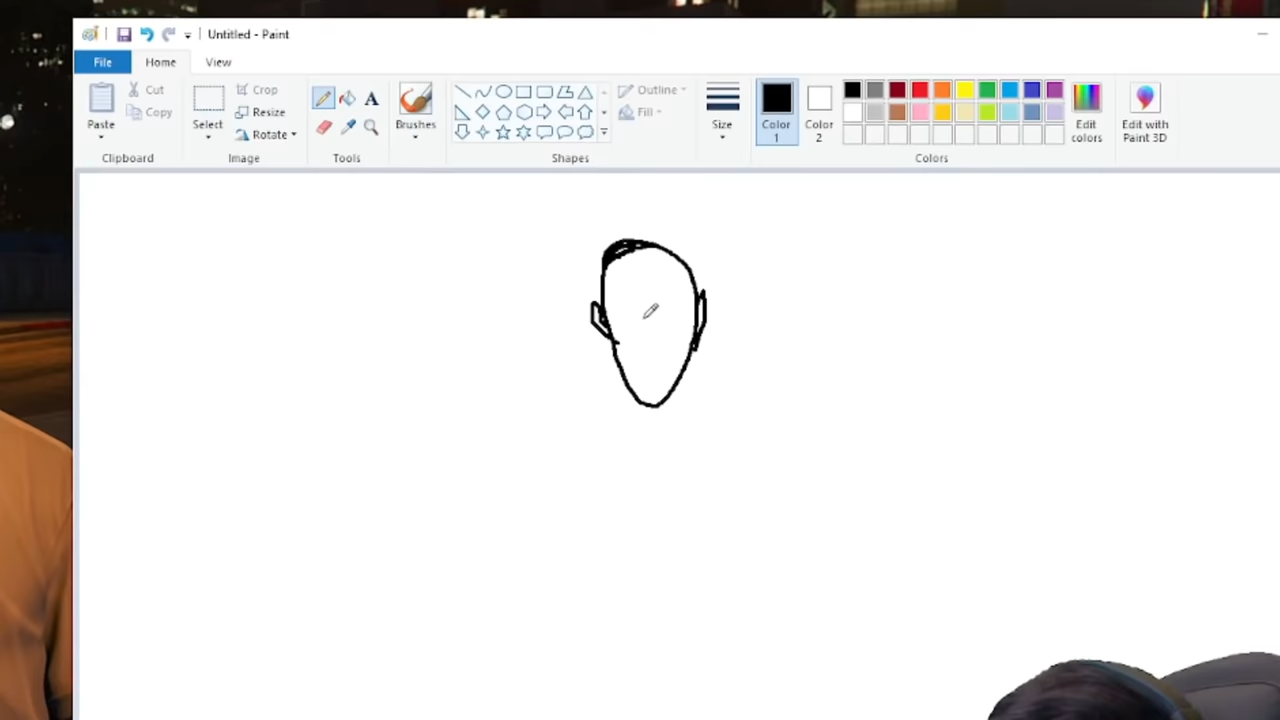 Untitled - Paint
File Home View
Paste
Cut
Copy
Clipboard
Select
Crop
Resize
Rotate
Image
A
Tools
Brushes
Shapes
Outline
Fill
Size
Color 1
Color 2
Colors
Edit colors
Edit with Paint 3D